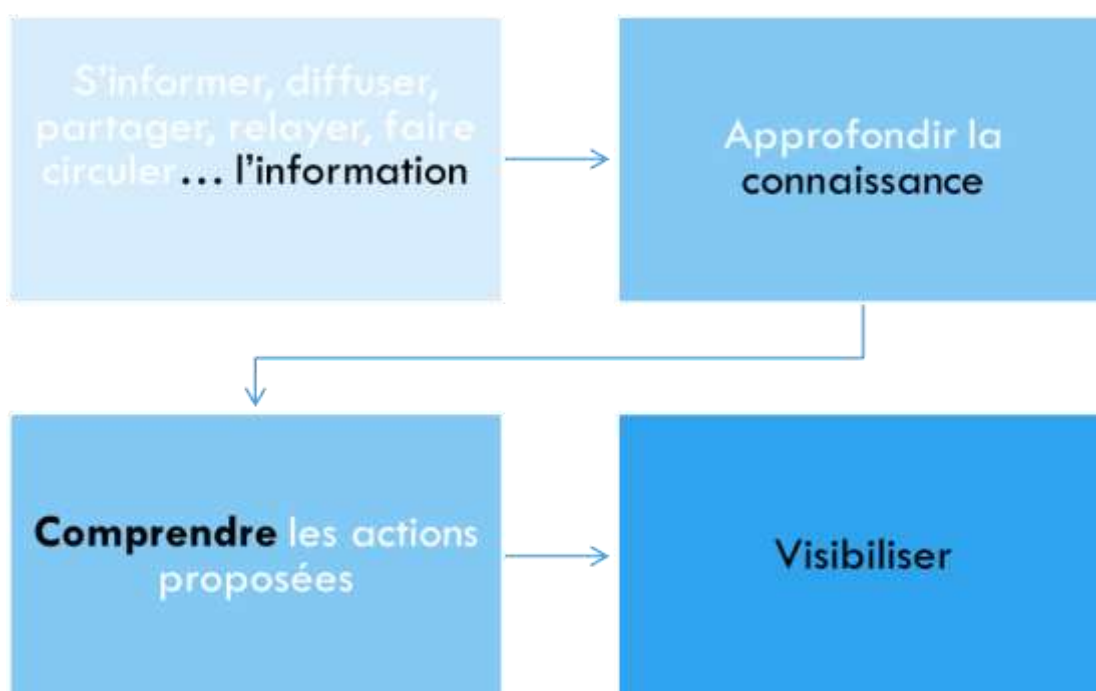 S'informer, diffuser,
partager, relayer, faire
circuler… l'information
Approfondir la
connaissance
Comprendre les actions
proposées
Visibiliser